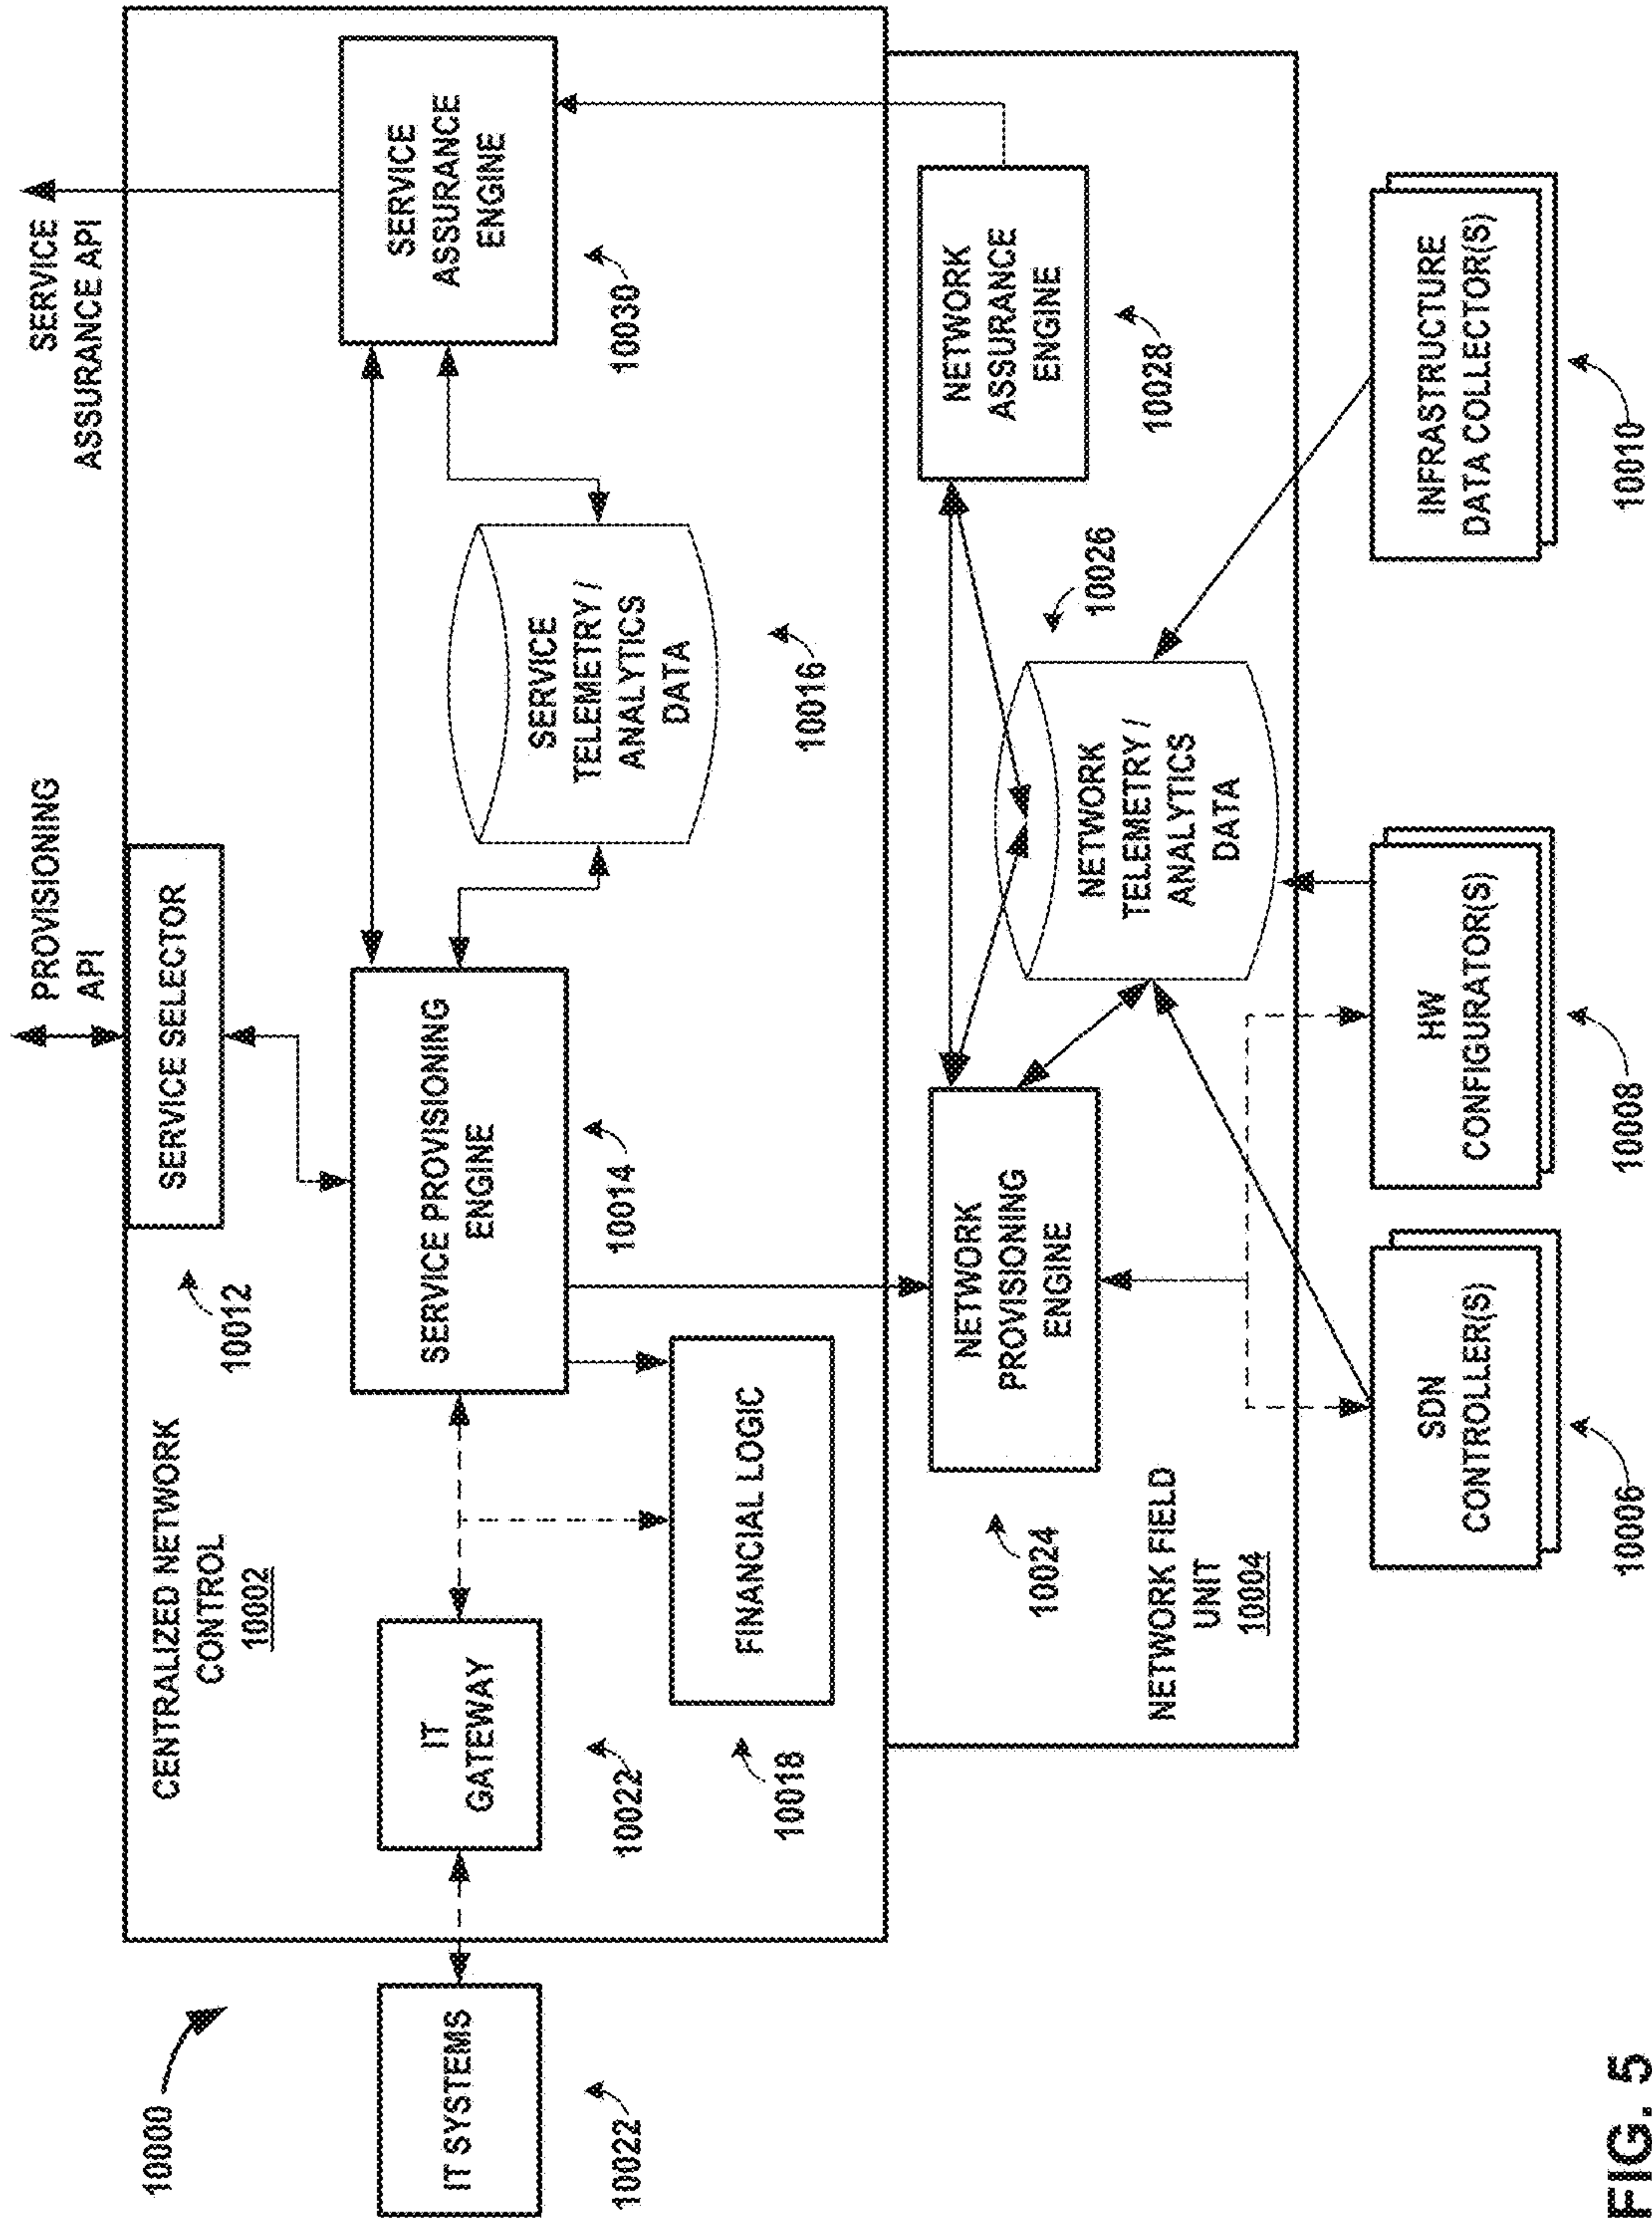 10000
SERVICE
ASSURANCE API
PROVISIONING
API
CENTRALIZED NETWORK
CONTROL
10002
10012
SERVICE SELECTOR
IT SYSTEMS
10022
IT
GATEWAY
10022
SERVICE PROVISIONING
ENGINE
10014
SERVICE
TELEMETRY /
ANALYTICS
DATA
10016
SERVICE
ASSURANCE
ENGINE
10030
FINANCIAL LOGIC
10018
NETWORK FIELD
UNIT
10004
NETWORK
PROVISIONING
ENGINE
10024
NETWORK
TELEMETRY /
ANALYTICS
DATA
10026
NETWORK
ASSURANCE
ENGINE
10028
SDN
CONTROLLER(S)
10006
HW
CONFIGURATOR(S)
10008
INFRASTRUCTURE
DATA COLLECTOR(S)
10010
FIG. 5